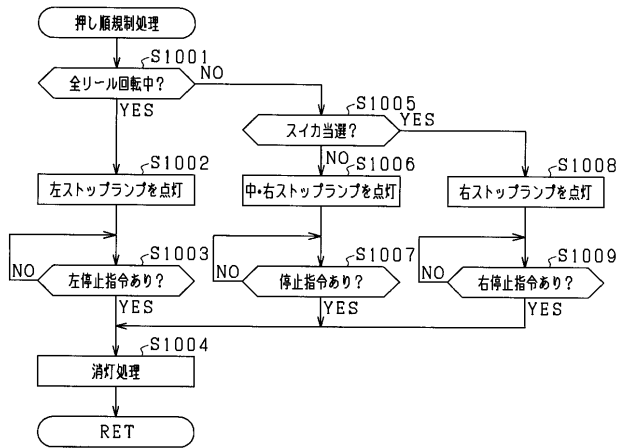 押し順規制処理
S1001
全リール回転中?
NO
YES
S1005
スイカ当選?
YES
NO
S1002
左ストップランプを点灯
S1006
中・右ストップランプを点灯
S1008
右ストップランプを点灯
S1003
左停止指令あり?
NO
YES
S1007
停止指令あり?
NO
YES
S1009
右停止指令あり?
NO
YES
S1004
消灯処理
RET